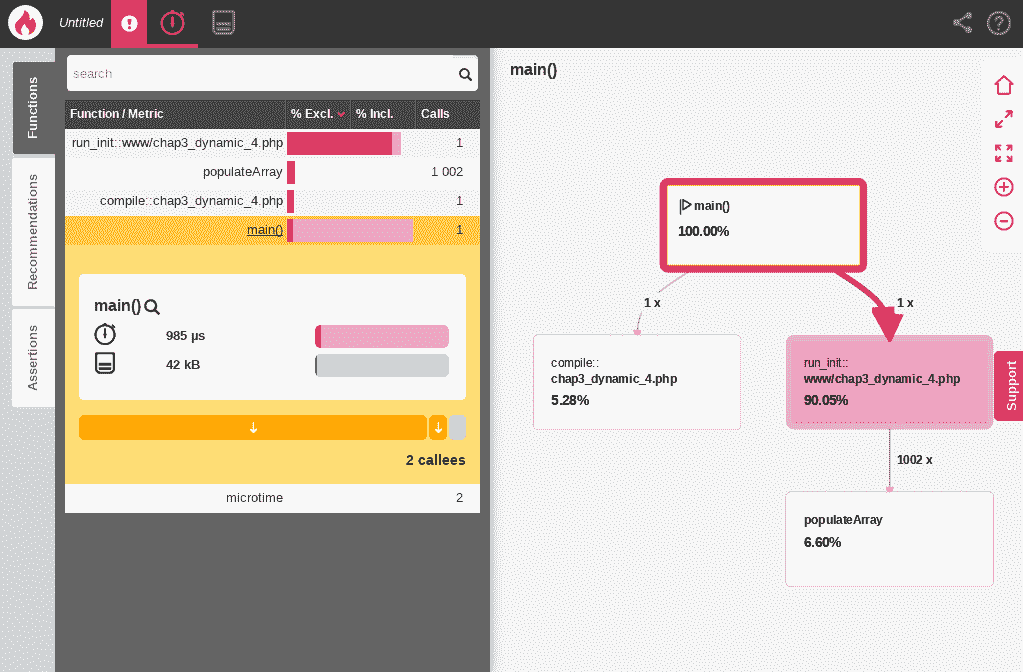 Untitled
Functions
Recommendations
Assertions
search
Function / Metric % Excl. % Incl. Calls
run_init::www/chap3_dynamic_4.php 1
populateArray 1 002
compile::chap3_dynamic_4.php 1
main() 1
main()
985 µs
42 kB
2 callees
microtime 2
main()
main()
100.00%
1 x
1 x
compile::
chap3_dynamic_4.php
5.28%
run_init::
www/chap3_dynamic_4.php
90.05%
1002 x
populateArray
6.60%
Support